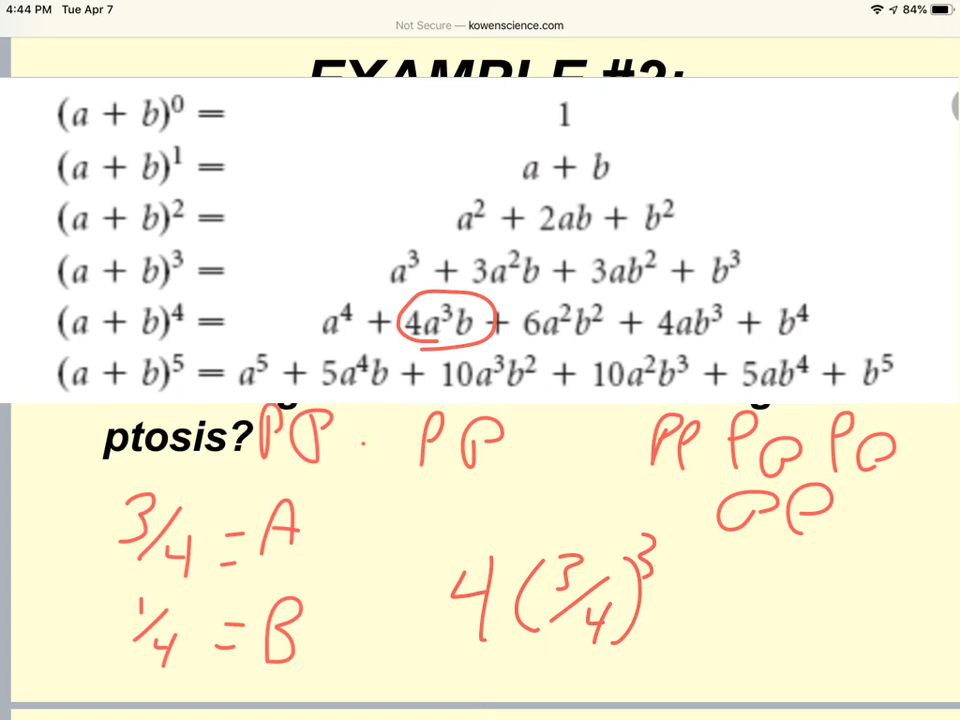 4:44 PM Tue Apr 7 84%
Not Secure — kowenscience.com
EXAMPLE #2:
(a + b)⁰ = 1
(a + b)¹ = a + b
(a + b)² = a² + 2ab + b²
(a + b)³ = a³ + 3a²b + 3ab² + b³
(a + b)⁴ = a⁴ + 4a³b + 6a²b² + 4ab³ + b⁴
(a + b)⁵ = a⁵ + 5a⁴b + 10a³b² + 10a²b³ + 5ab⁴ + b⁵
ptosis?
3/4 = A
1/4 = B
4(3/4)³